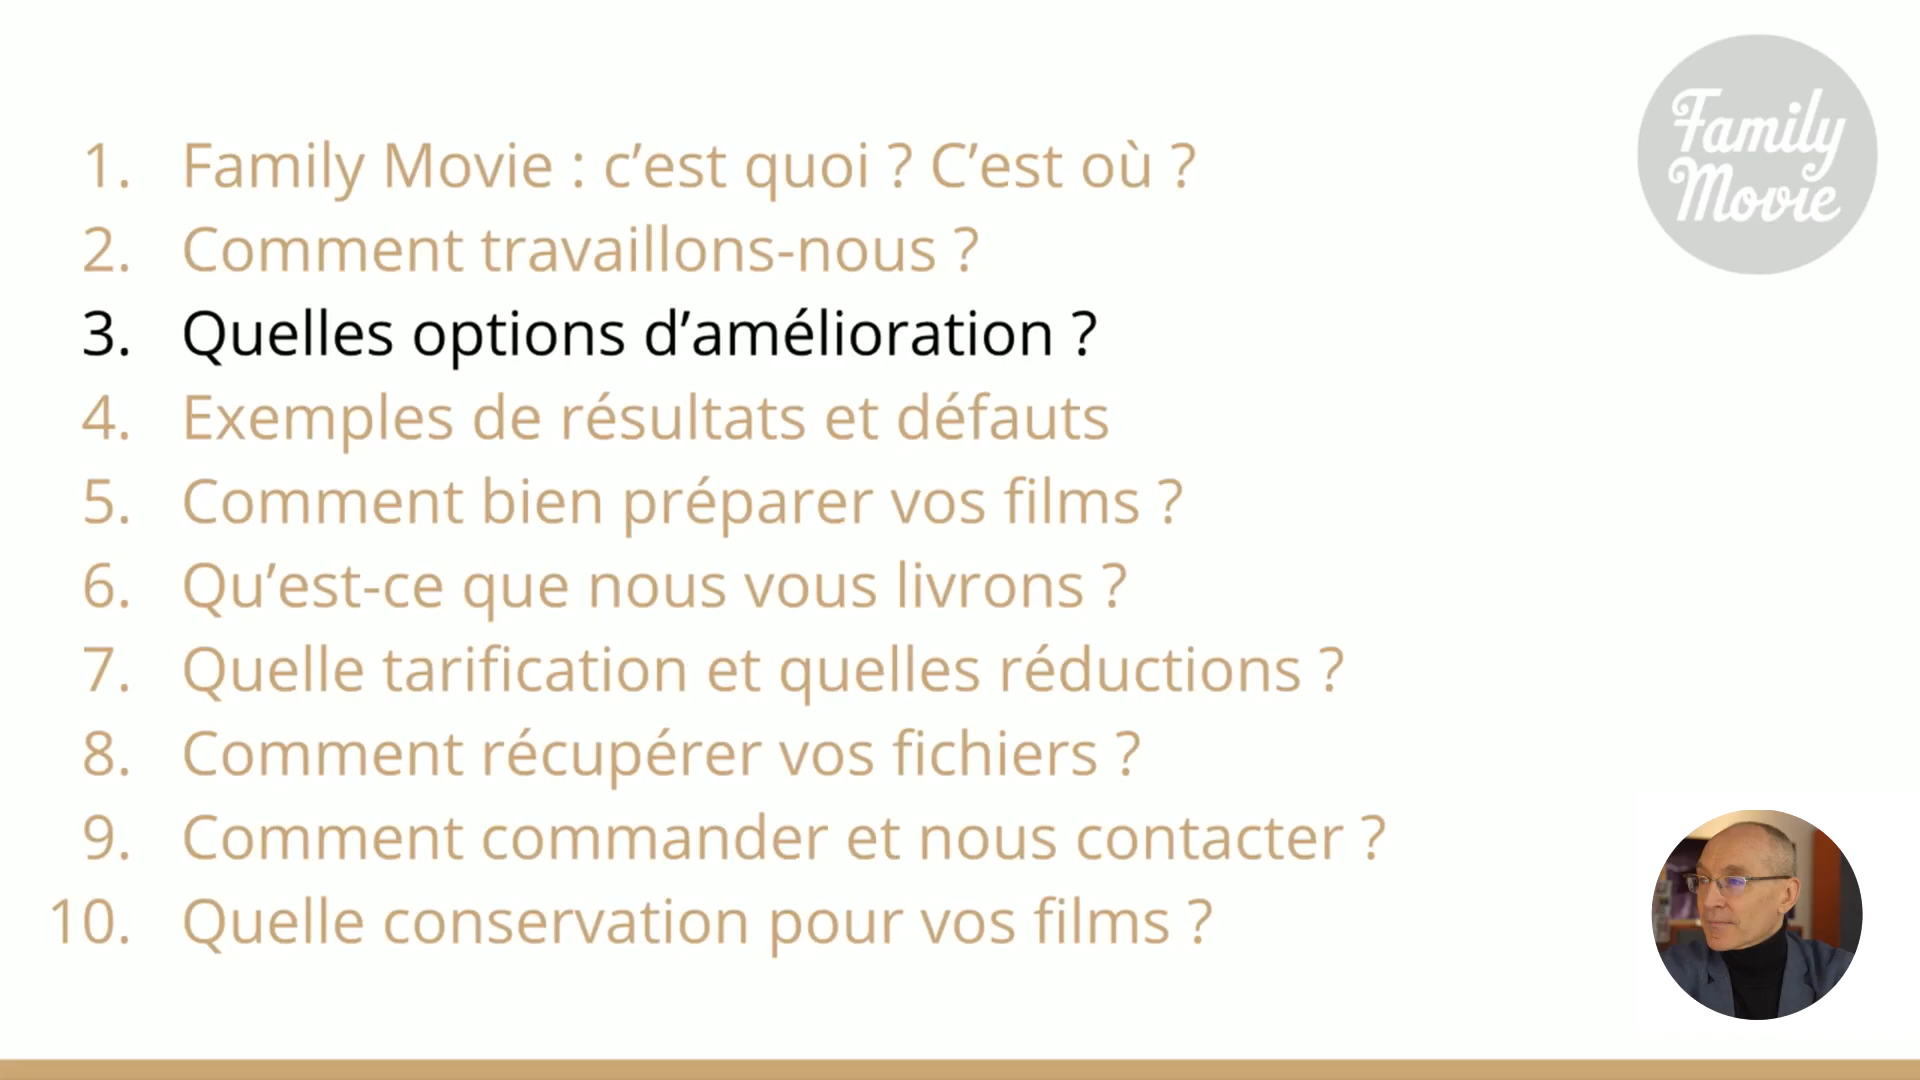 Family
Movie
1. Family Movie : c’est quoi ? C’est où ?
2. Comment travaillons-nous ?
3. Quelles options d’amélioration ?
4. Exemples de résultats et défauts
5. Comment bien préparer vos films ?
6. Qu’est-ce que nous vous livrons ?
7. Quelle tarification et quelles réductions ?
8. Comment récupérer vos fichiers ?
9. Comment commander et nous contacter ?
10. Quelle conservation pour vos films ?